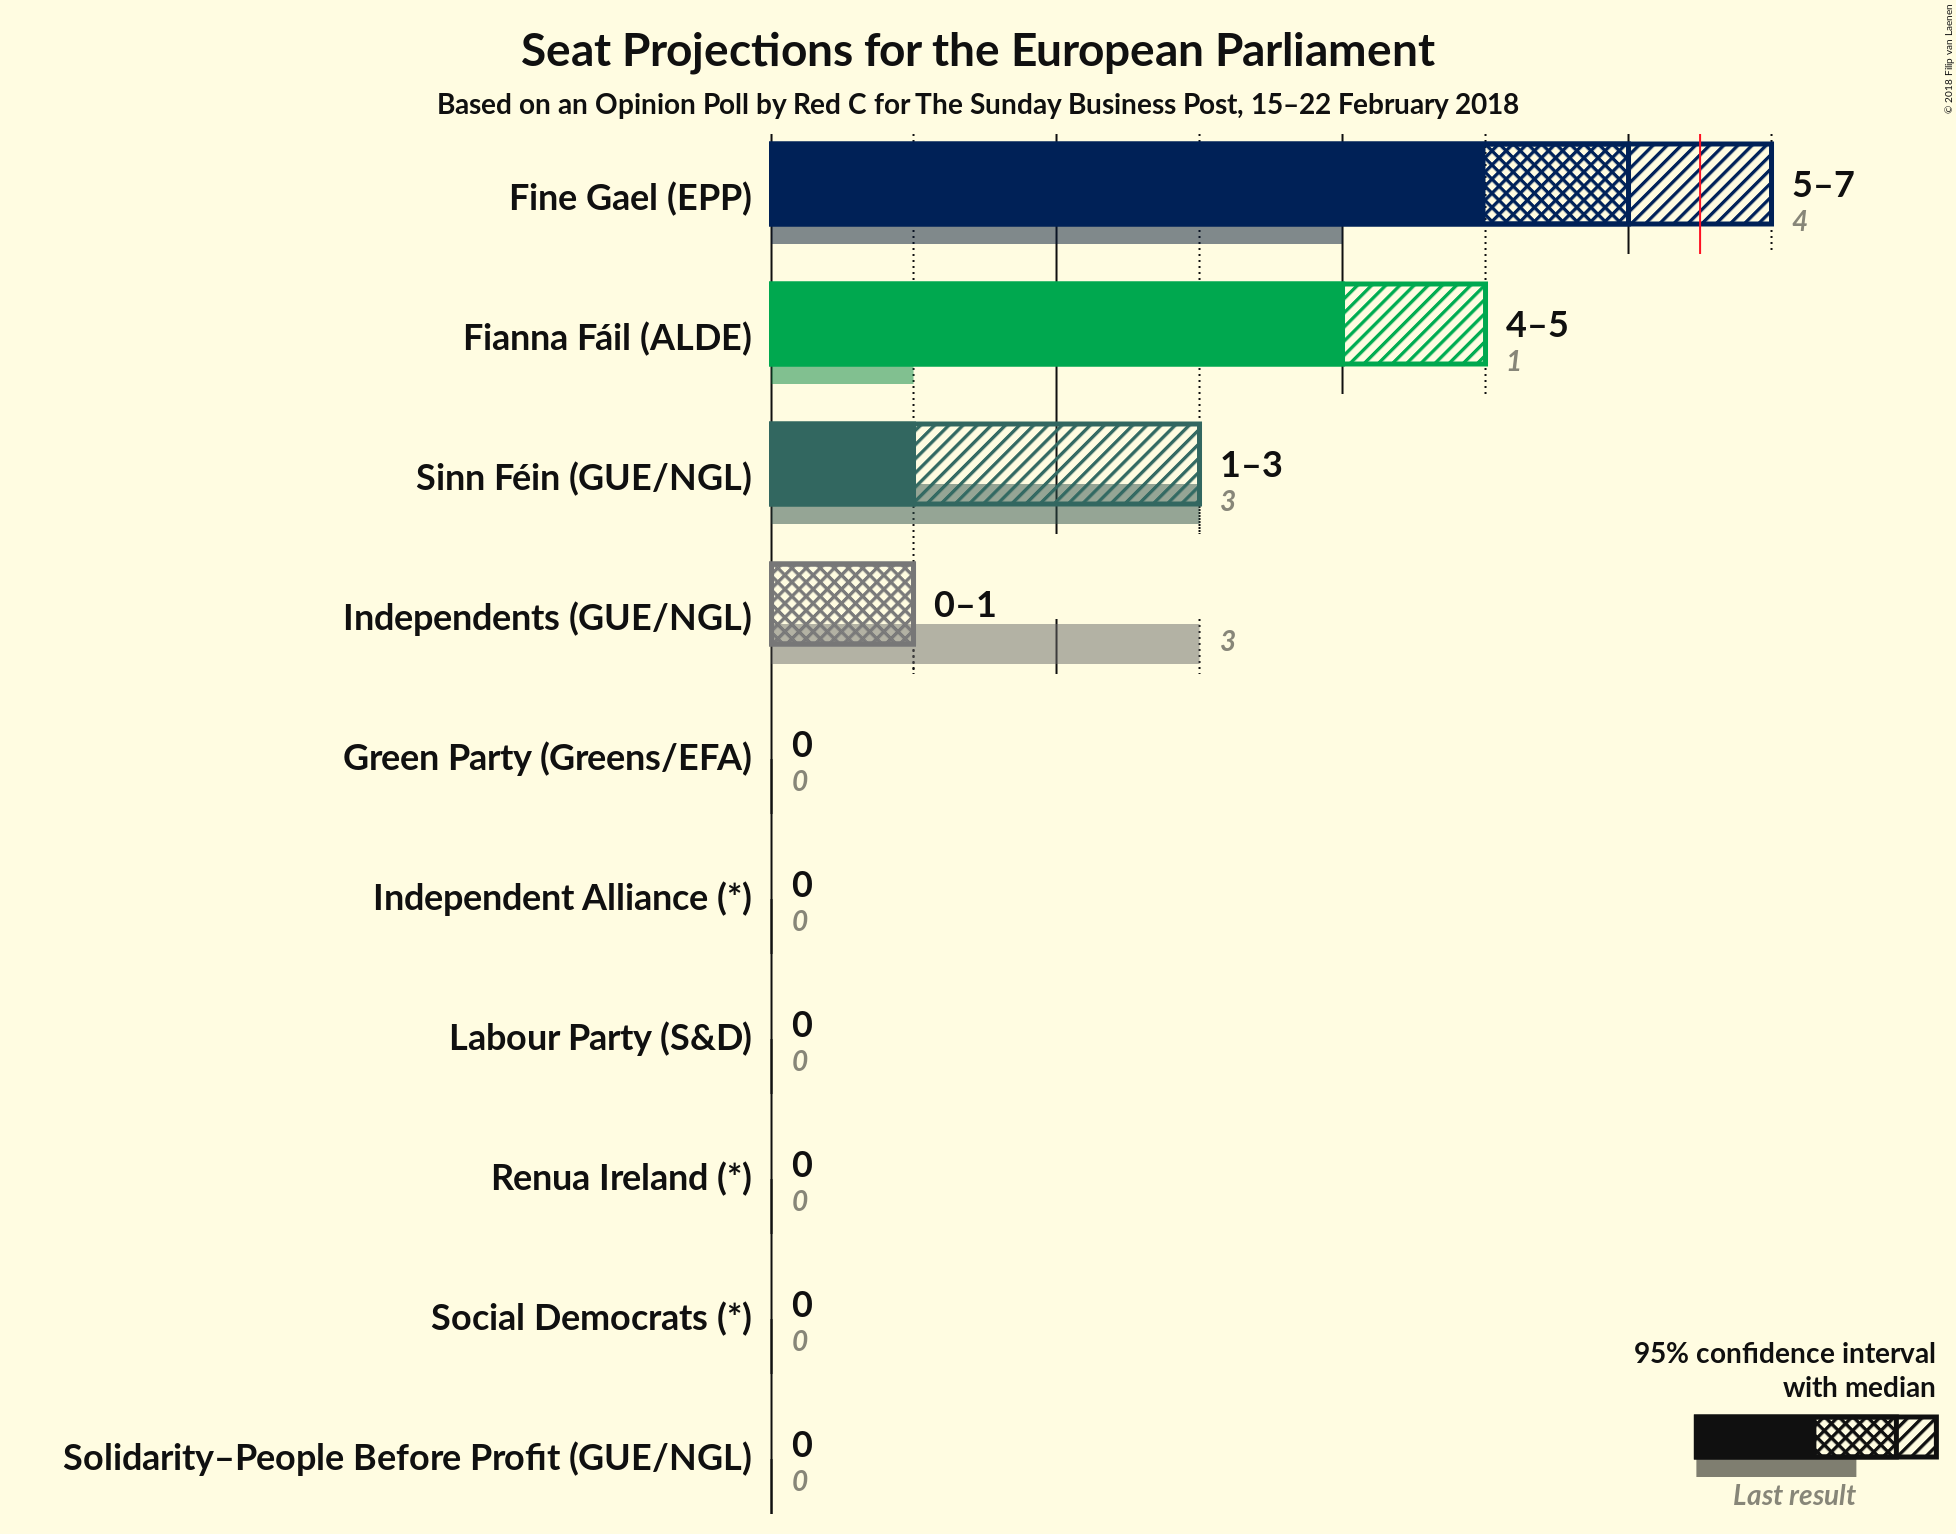 Seat Projections for the European Parliament
Based on an Opinion Poll by Red C for The Sunday Business Post, 15–22 February 2018
© 2018 Filip van Laenen
Fine Gael (EPP)
5–7
4
Fianna Fáil (ALDE)
4–5
1
Sinn Féin (GUE/NGL)
1–3
3
Independents (GUE/NGL)
0–1
3
Green Party (Greens/EFA)
0
0
Independent Alliance (*)
0
0
Labour Party (S&D)
0
0
Renua Ireland (*)
0
0
Social Democrats (*)
0
0
Solidarity–People Before Profit (GUE/NGL)
0
0
95% confidence interval
with median
Last result